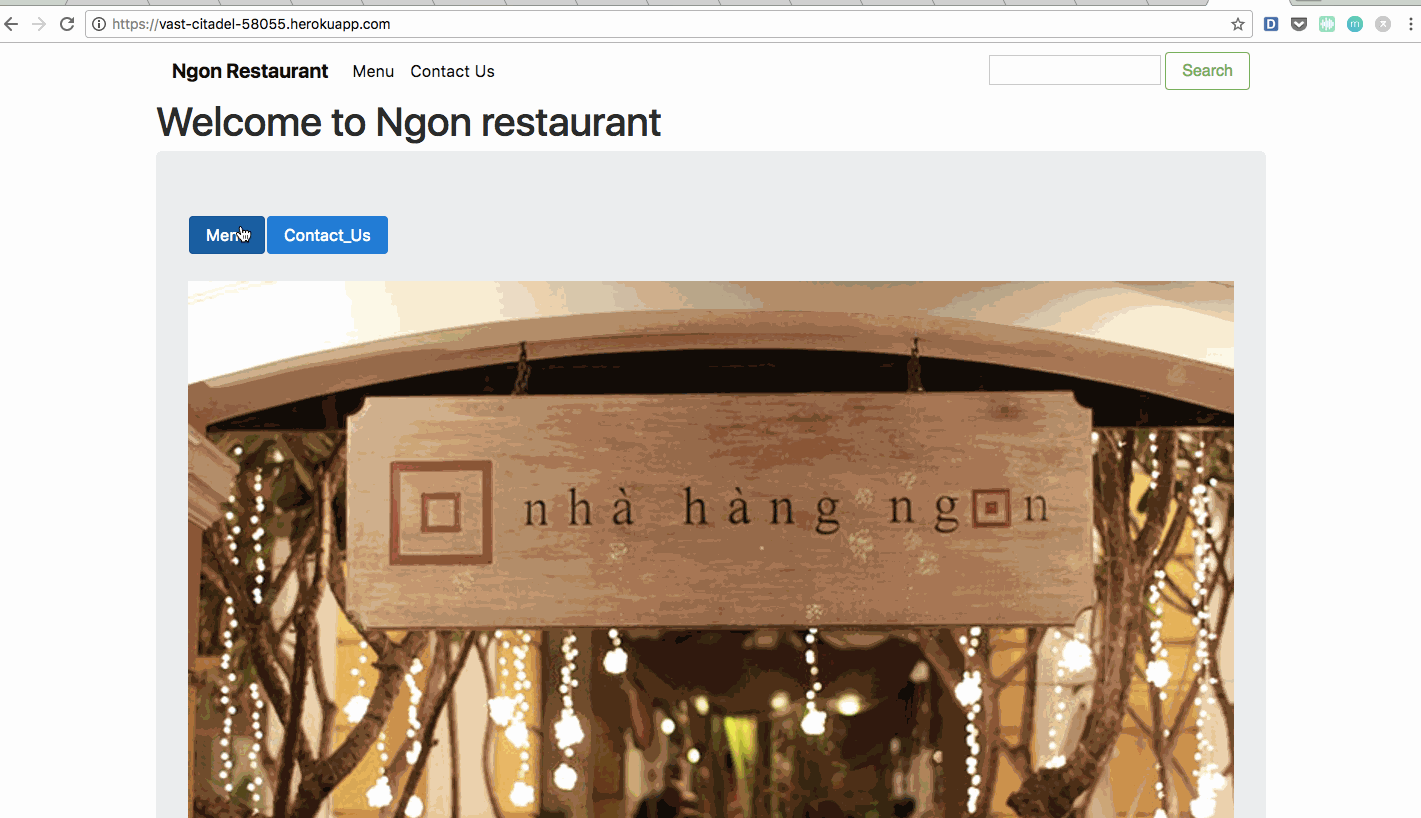 https://vast-citadel-58055.herokuapp.com
Ngon Restaurant Menu Contact Us Search
Welcome to Ngon restaurant
Menu Contact_Us
nhà hàng ngon